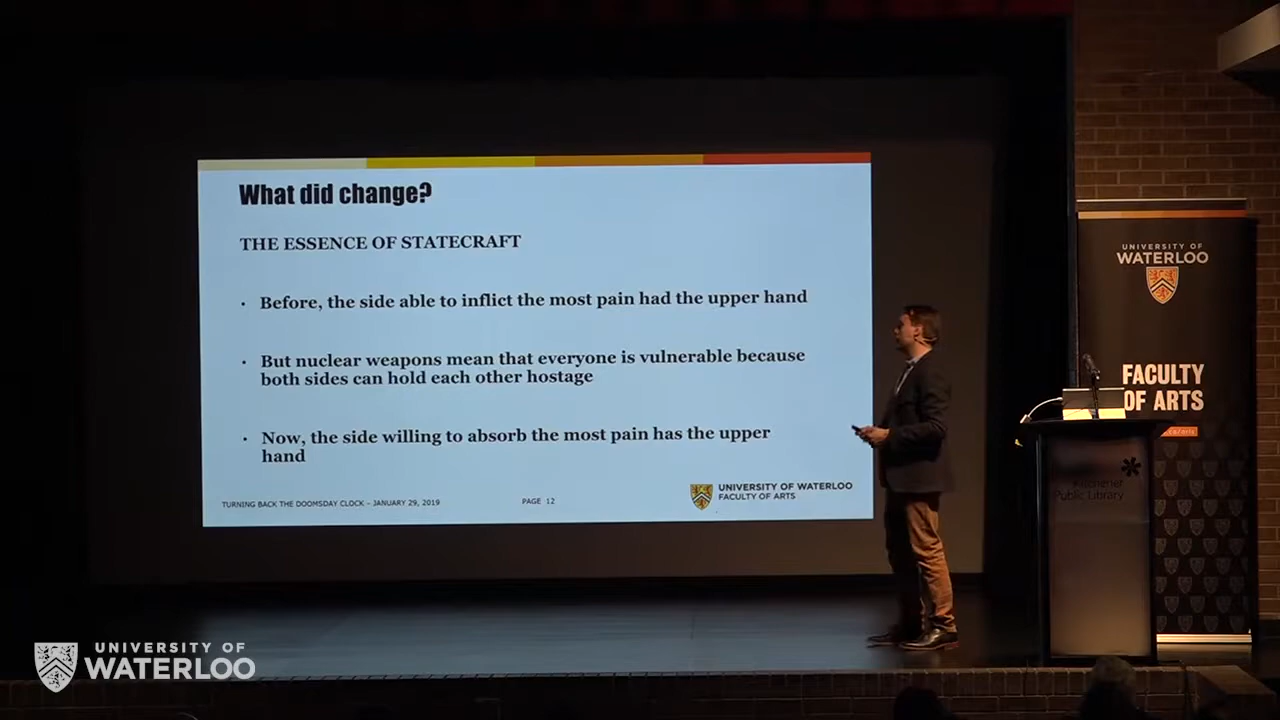 What did change?
THE ESSENCE OF STATECRAFT
· Before, the side able to inflict the most pain had the upper hand
· But nuclear weapons mean that everyone is vulnerable because
both sides can hold each other hostage
· Now, the side willing to absorb the most pain has the upper
hand
TURNING BACK THE DOOMSDAY CLOCK – JANUARY 29, 2019
PAGE 12
UNIVERSITY OF WATERLOO
FACULTY OF ARTS
UNIVERSITY OF
WATERLOO
FACULTY
OF ARTS
Kitchener
Public Library
UNIVERSITY OF
WATERLOO